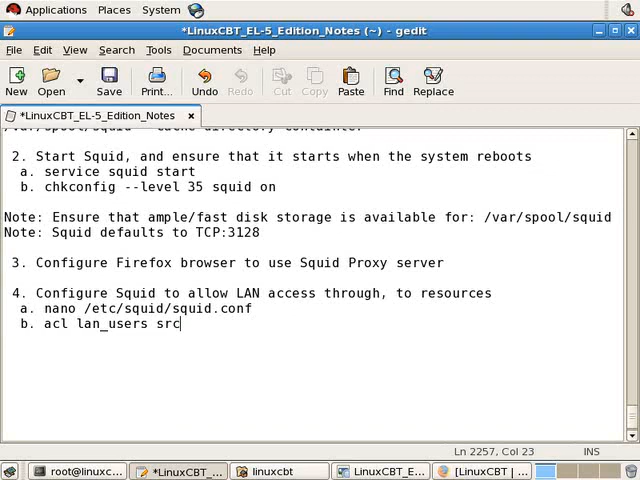 Applications Places System
*LinuxCBT_EL-5_Edition_Notes (~) - gedit
File Edit View Search Tools Documents Help
New Open Save Print... Undo Redo Cut Copy Paste Find Replace
*LinuxCBT_EL-5_Edition_Notes
2. Start Squid, and ensure that it starts when the system reboots
a. service squid start
b. chkconfig --level 35 squid on
Note: Ensure that ample/fast disk storage is available for: /var/spool/squid
Note: Squid defaults to TCP:3128
3. Configure Firefox browser to use Squid Proxy server
4. Configure Squid to allow LAN access through, to resources
a. nano /etc/squid/squid.conf
b. acl lan_users src
Ln 2257, Col 23 INS
root@linuxc... *LinuxCBT_... linuxcbt LinuxCBT_E... [LinuxCBT | ...